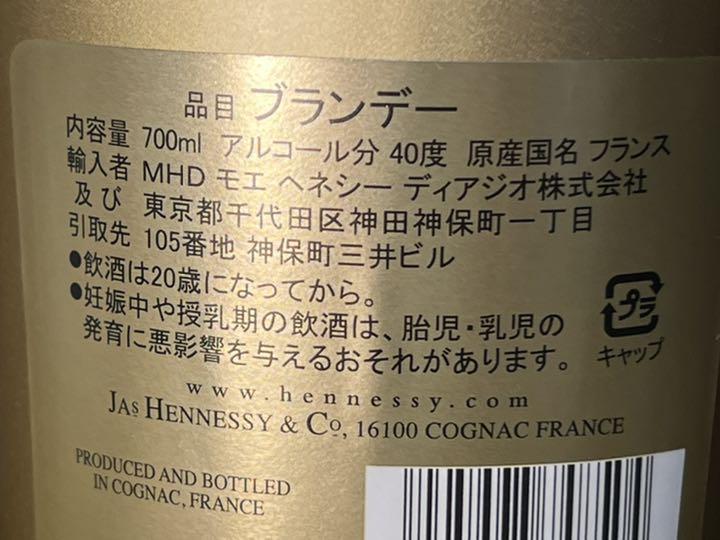 品目 ブランデー
内容量 700ml アルコール分 40度 原産国名 フランス
輸入者 MHD モエ ヘネシー ディアジオ株式会社
及び 東京都千代田区神田神保町一丁目
引取先 105番地 神保町三井ビル
●飲酒は20歳になってから。
●妊娠中や授乳期の飲酒は、胎児・乳児の
発育に悪影響を与えるおそれがあります。
プラ
キャップ
www.hennessy.com
JAs HENNESSY & Co, 16100 COGNAC FRANCE
PRODUCED AND BOTTLED
IN COGNAC, FRANCE